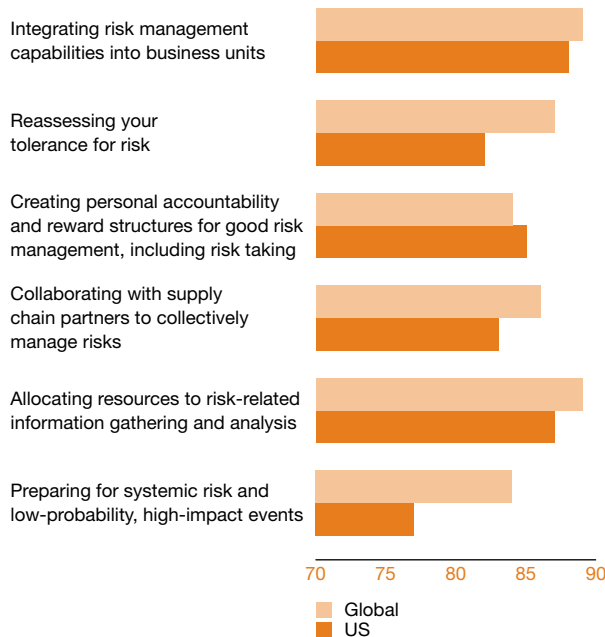 Integrating risk management
capabilities into business units
Reassessing your
tolerance for risk
Creating personal accountability
and reward structures for good risk
management, including risk taking
Collaborating with supply
chain partners to collectively
manage risks
Allocating resources to risk-related
information gathering and analysis
Preparing for systemic risk and
low-probability, high-impact events
70 75 80 85 90
Global
US